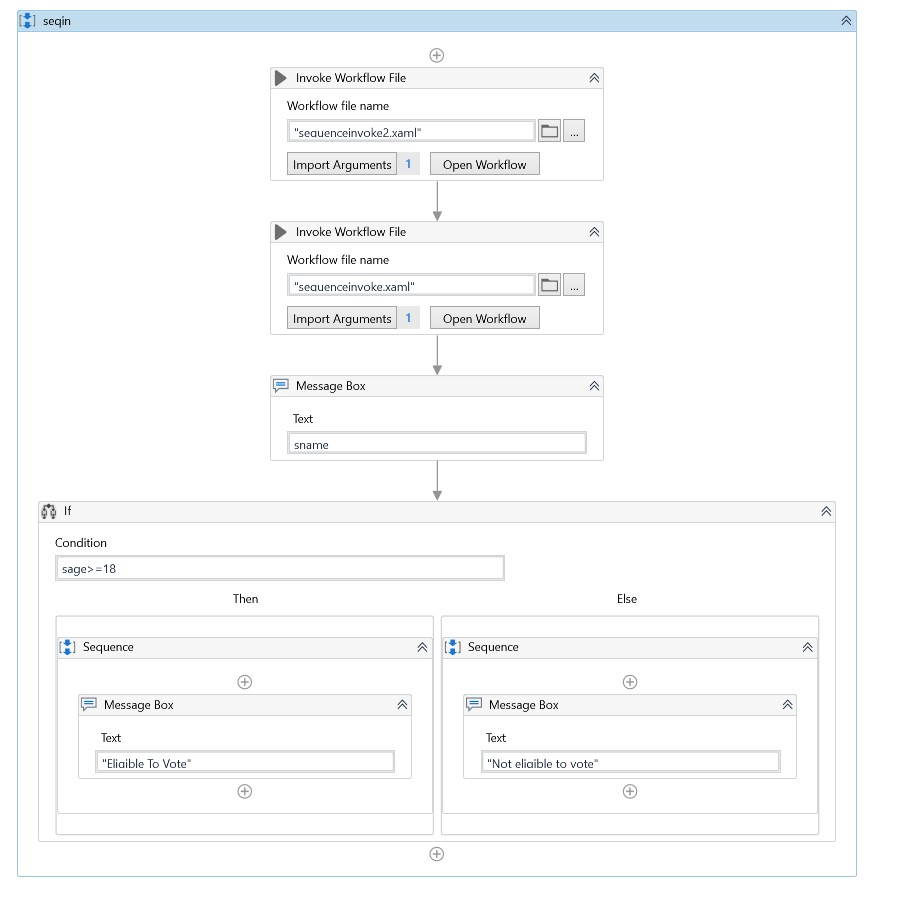 seqin
Invoke Workflow File
Workflow file name
"sequenceinvoke2.xaml"
...
Import Arguments 1 Open Workflow
Invoke Workflow File
Workflow file name
"sequenceinvoke.xaml"
...
Import Arguments 1 Open Workflow
Message Box
Text
sname
If
Condition
sage>=18
Then Else
Sequence Sequence
Message Box Message Box
Text Text
"Eligible To Vote" "Not eligible to vote"